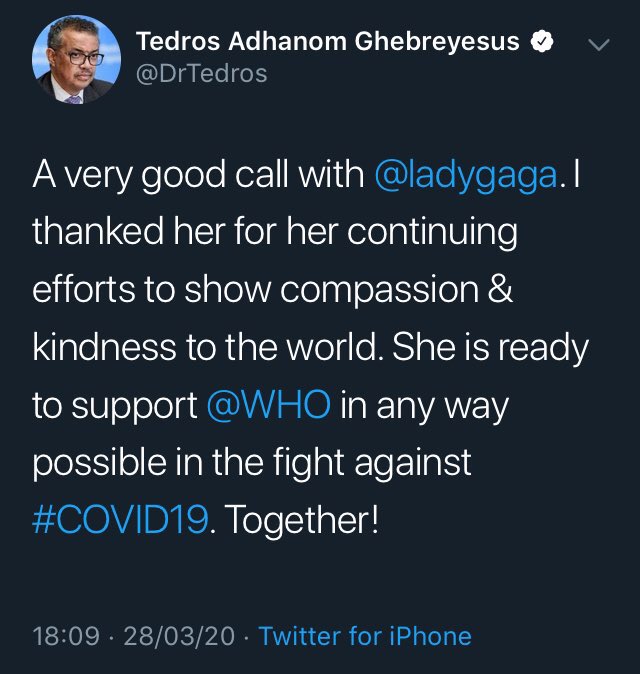 Tedros Adhanom Ghebreyesus
@DrTedros
A very good call with @ladygaga. I
thanked her for her continuing
efforts to show compassion &
kindness to the world. She is ready
to support @WHO in any way
possible in the fight against
#COVID19. Together!
18:09 · 28/03/20 · Twitter for iPhone